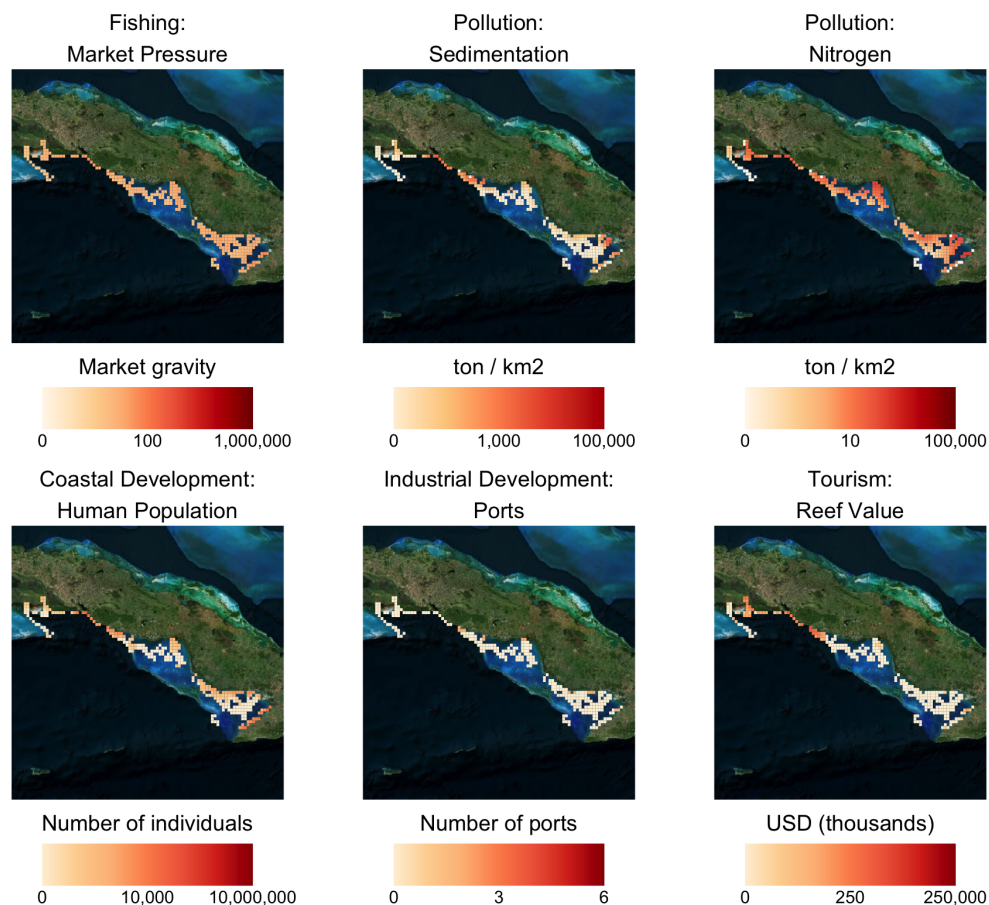 Fishing:
Market Pressure
Pollution:
Sedimentation
Pollution:
Nitrogen
Market gravity
0 100 1,000,000
ton / km2
0 1,000 100,000
ton / km2
0 10 100,000
Coastal Development:
Human Population
Industrial Development:
Ports
Tourism:
Reef Value
Number of individuals
0 10,000 10,000,000
Number of ports
0 3 6
USD (thousands)
0 250 250,000